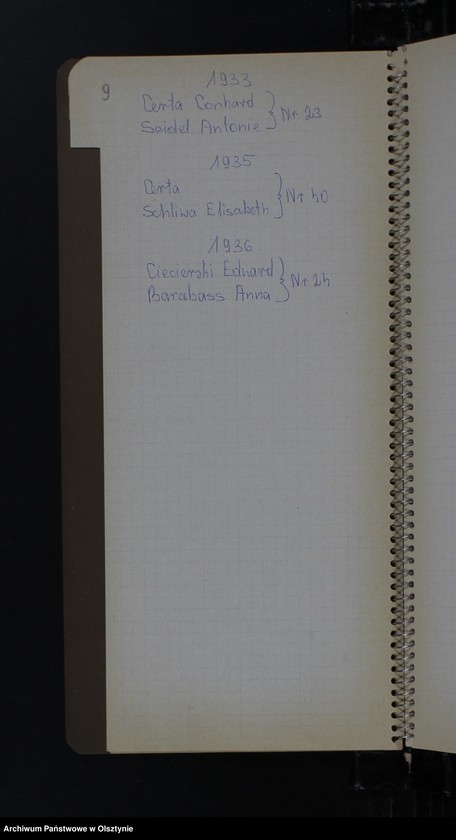 9
1933
Certa Conhard
Seidel Antonie } Nr 23
1935
Certa
Schliwa Elisabeth } Nr 40
1936
Ciecierski Eduard
Barabass Anna } Nr 24
Archiwum Państwowe w Olsztynie